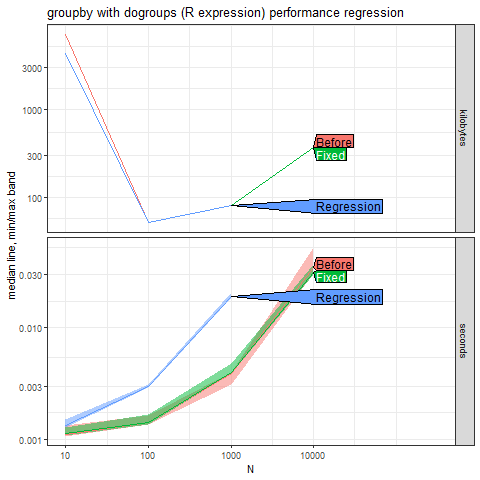 groupby with dogroups (R expression) performance regression
median line, min/max band
3000
1000
300
100
kilobytes
Before
Fixed
Regression
0.030
0.010
0.003
0.001
seconds
Before
Fixed
Regression
10
100
1000
10000
N